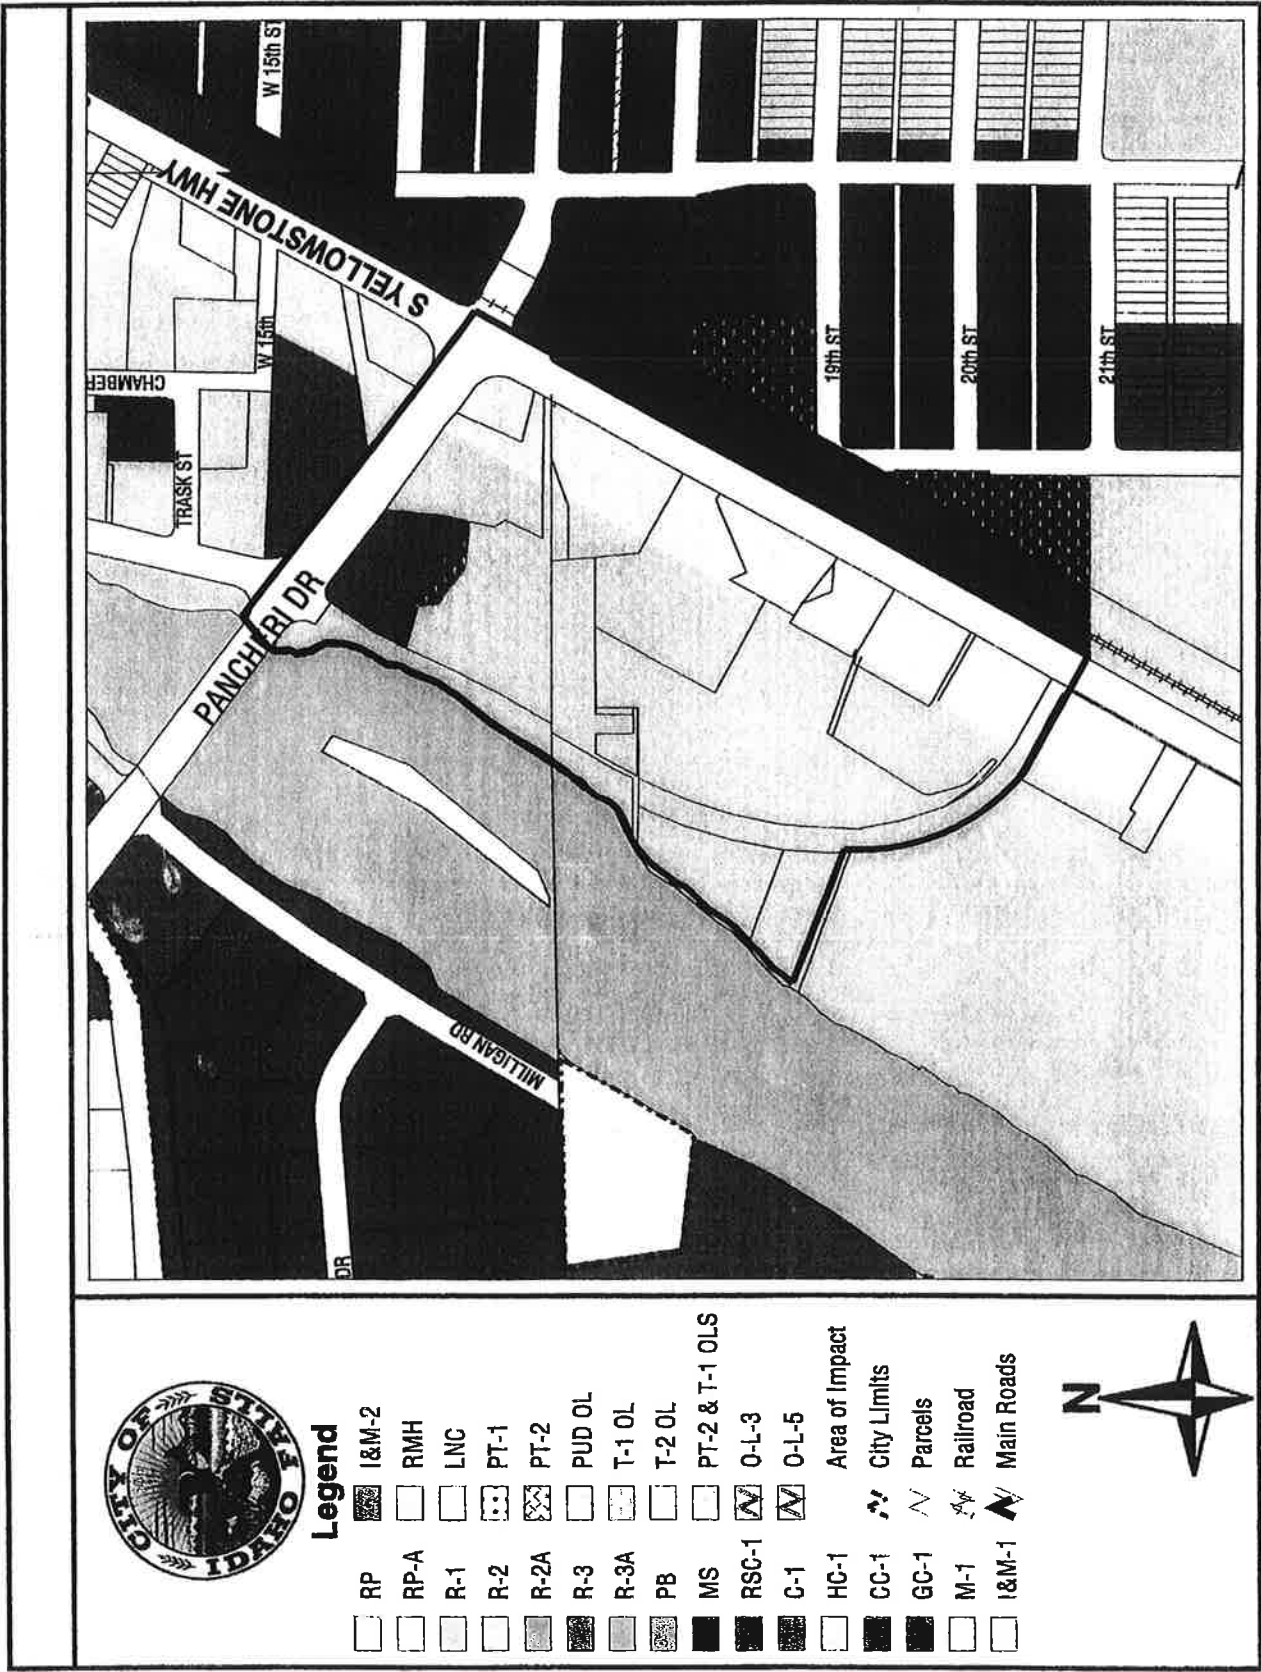 W 15th ST
S YELLOWSTONE HWY
W 15th
CHAMBER
TRASK ST
PANCHERI DR
19th ST
20th ST
21th ST
MILLIGAN RD
DR
CITY OF
IDAHO FALLS
Legend
RP
RP-A
R-1
R-2
R-2A
R-3
R-3A
PB
MS
RSC-1
C-1
HC-1
CC-1
GC-1
M-1
I&M-1
I&M-2
RMH
LNC
PT-1
PT-2
PUD OL
T-1 OL
T-2 OL
PT-2 & T-1 OLS
O-L-3
O-L-5
Area of Impact
City Limits
Parcels
Railroad
Main Roads
N